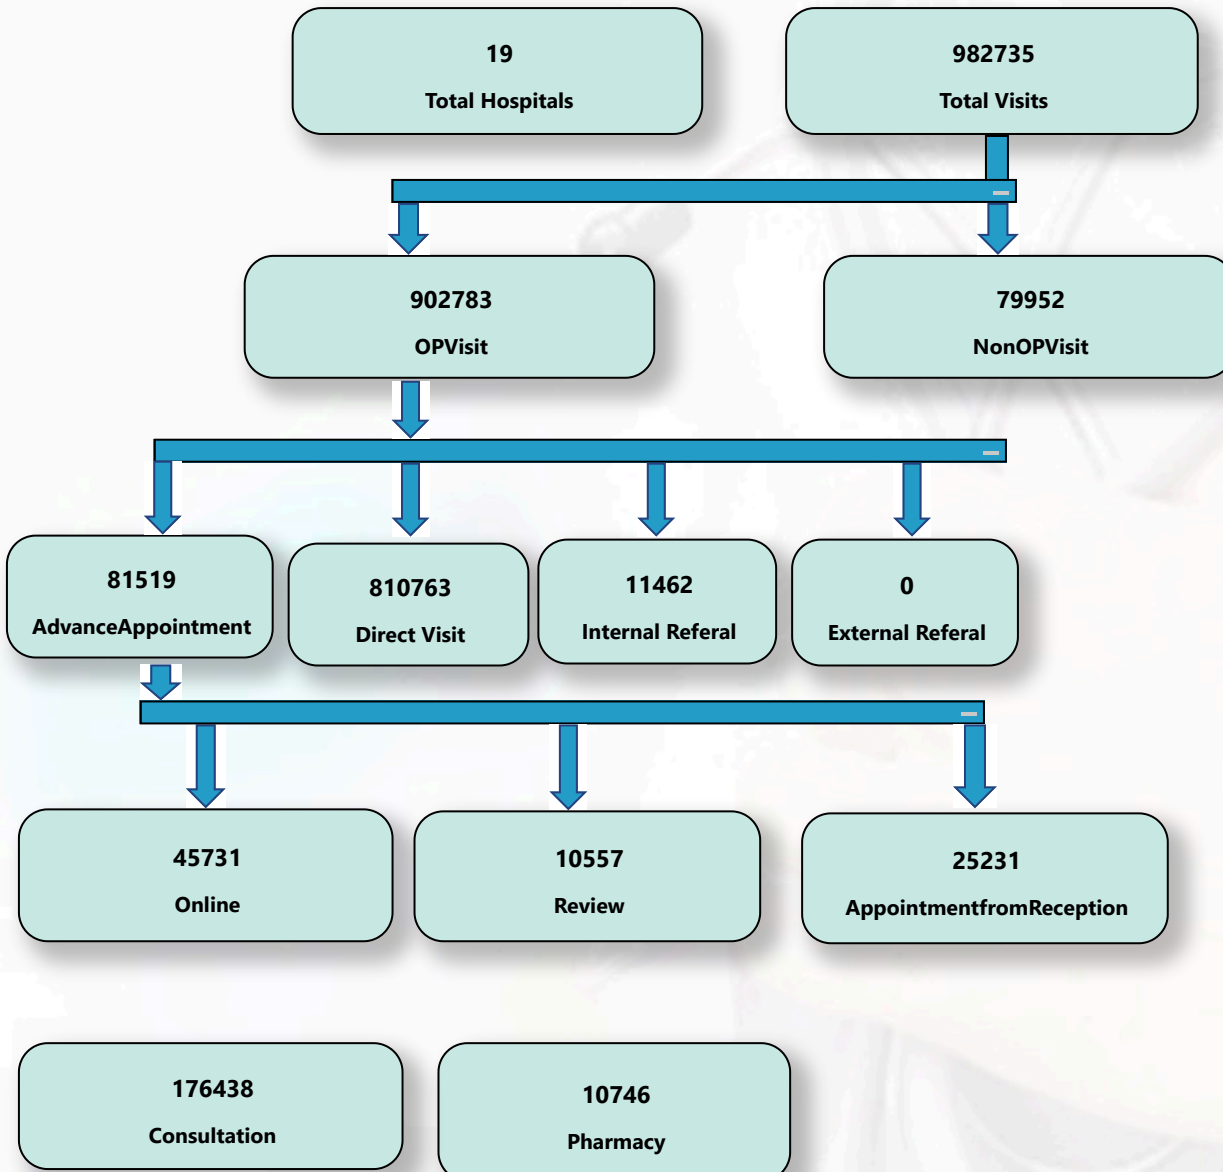 19
Total Hospitals
982735
Total Visits
902783
OPVisit
79952
NonOPVisit
81519
AdvanceAppointment
810763
Direct Visit
11462
Internal Referal
0
External Referal
45731
Online
10557
Review
25231
AppointmentfromReception
176438
Consultation
10746
Pharmacy